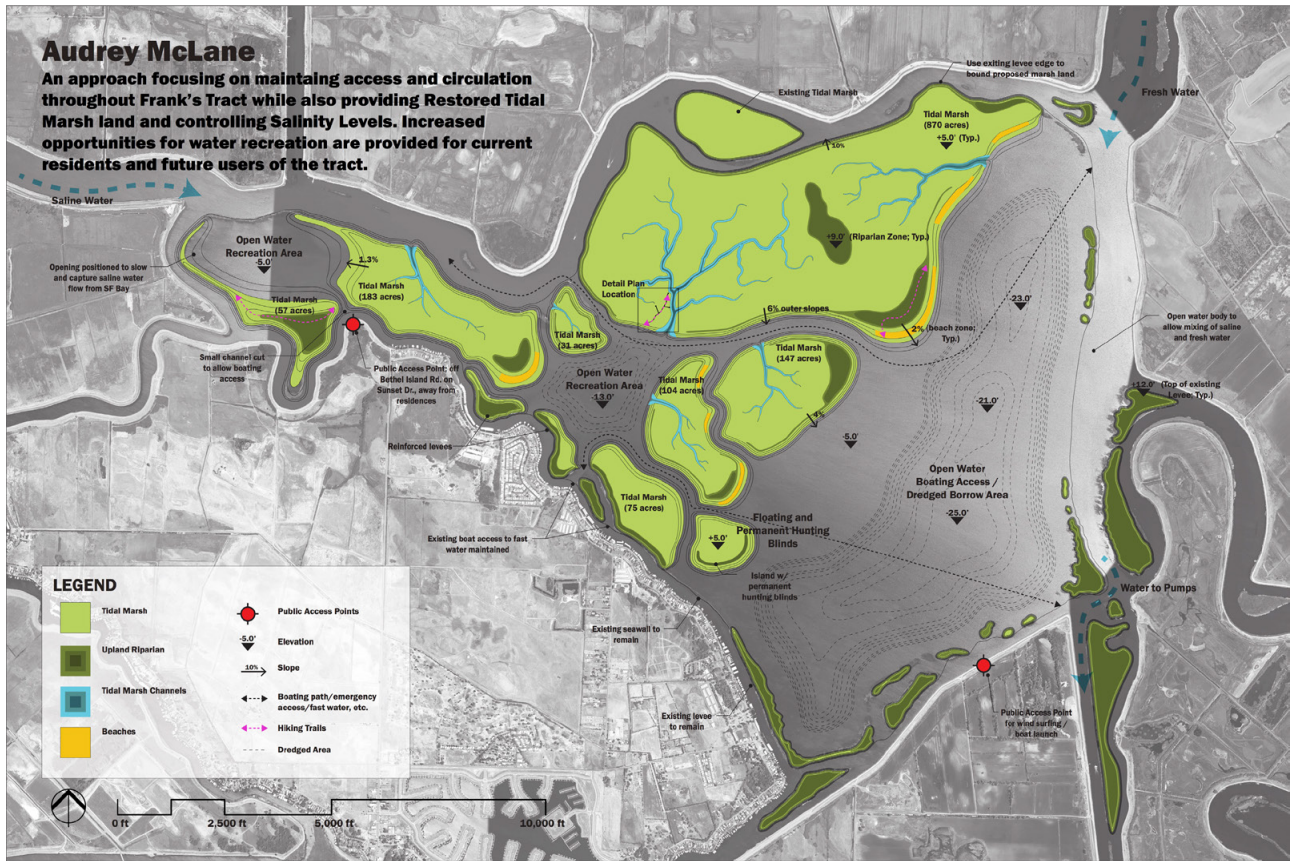 Audrey McLane
An approach focusing on maintaing access and circulation
throughout Frank's Tract while also providing Restored Tidal
Marsh land and controlling Salinity Levels. Increased
opportunities for water recreation are provided for current
residents and future users of the tract.
Use exiting levee edge to
bound proposed marsh land
Existing Tidal Marsh
Fresh Water
Tidal Marsh
(870 acres)
+5.0' (Typ.)
10%
Saline Water
Open Water
Recreation Area
-5.0'
Opening positioned to slow
and capture saline water
flow from SF Bay
1.3%
Tidal Marsh
(183 acres)
Tidal Marsh
(57 acres)
+9.0' (Riparian Zone; Typ.)
Detail Plan
Location
6% outer slopes
2% (beach zone;
Typ.)
-23.0'
Open water body to
allow mixing of saline
and fresh water
Small channel cut
to allow boating
access
Public Access Point; off
Bethel Island Rd. on
Sunset Dr., away from
residences
Tidal Marsh
(31 acres)
Tidal Marsh
(147 acres)
Open Water
Recreation Area
-13.0'
Tidal Marsh
(104 acres)
+12.0' (Top of existing
Levee; Typ.)
-21.0'
4%
-5.0'
Reinforced levees
Open Water
Boating Access /
Dredged Borrow Area
-25.0'
Tidal Marsh
(75 acres)
Floating and
Permanent Hunting
Blinds
+5.0'
Existing boat access to fast
water maintained
Island w/
permanent
hunting blinds
Water to Pumps
Existing seawall to
remain
Existing levee
to remain
Public Access Point
for wind surfing /
boat launch
LEGEND
Tidal Marsh
Upland Riparian
Tidal Marsh Channels
Beaches
Public Access Points
-5.0'
Elevation
10%
Slope
Boating path/emergency
access/fast water, etc.
Hiking Trails
Dredged Area
0 ft
2,500 ft
5,000 ft
10,000 ft